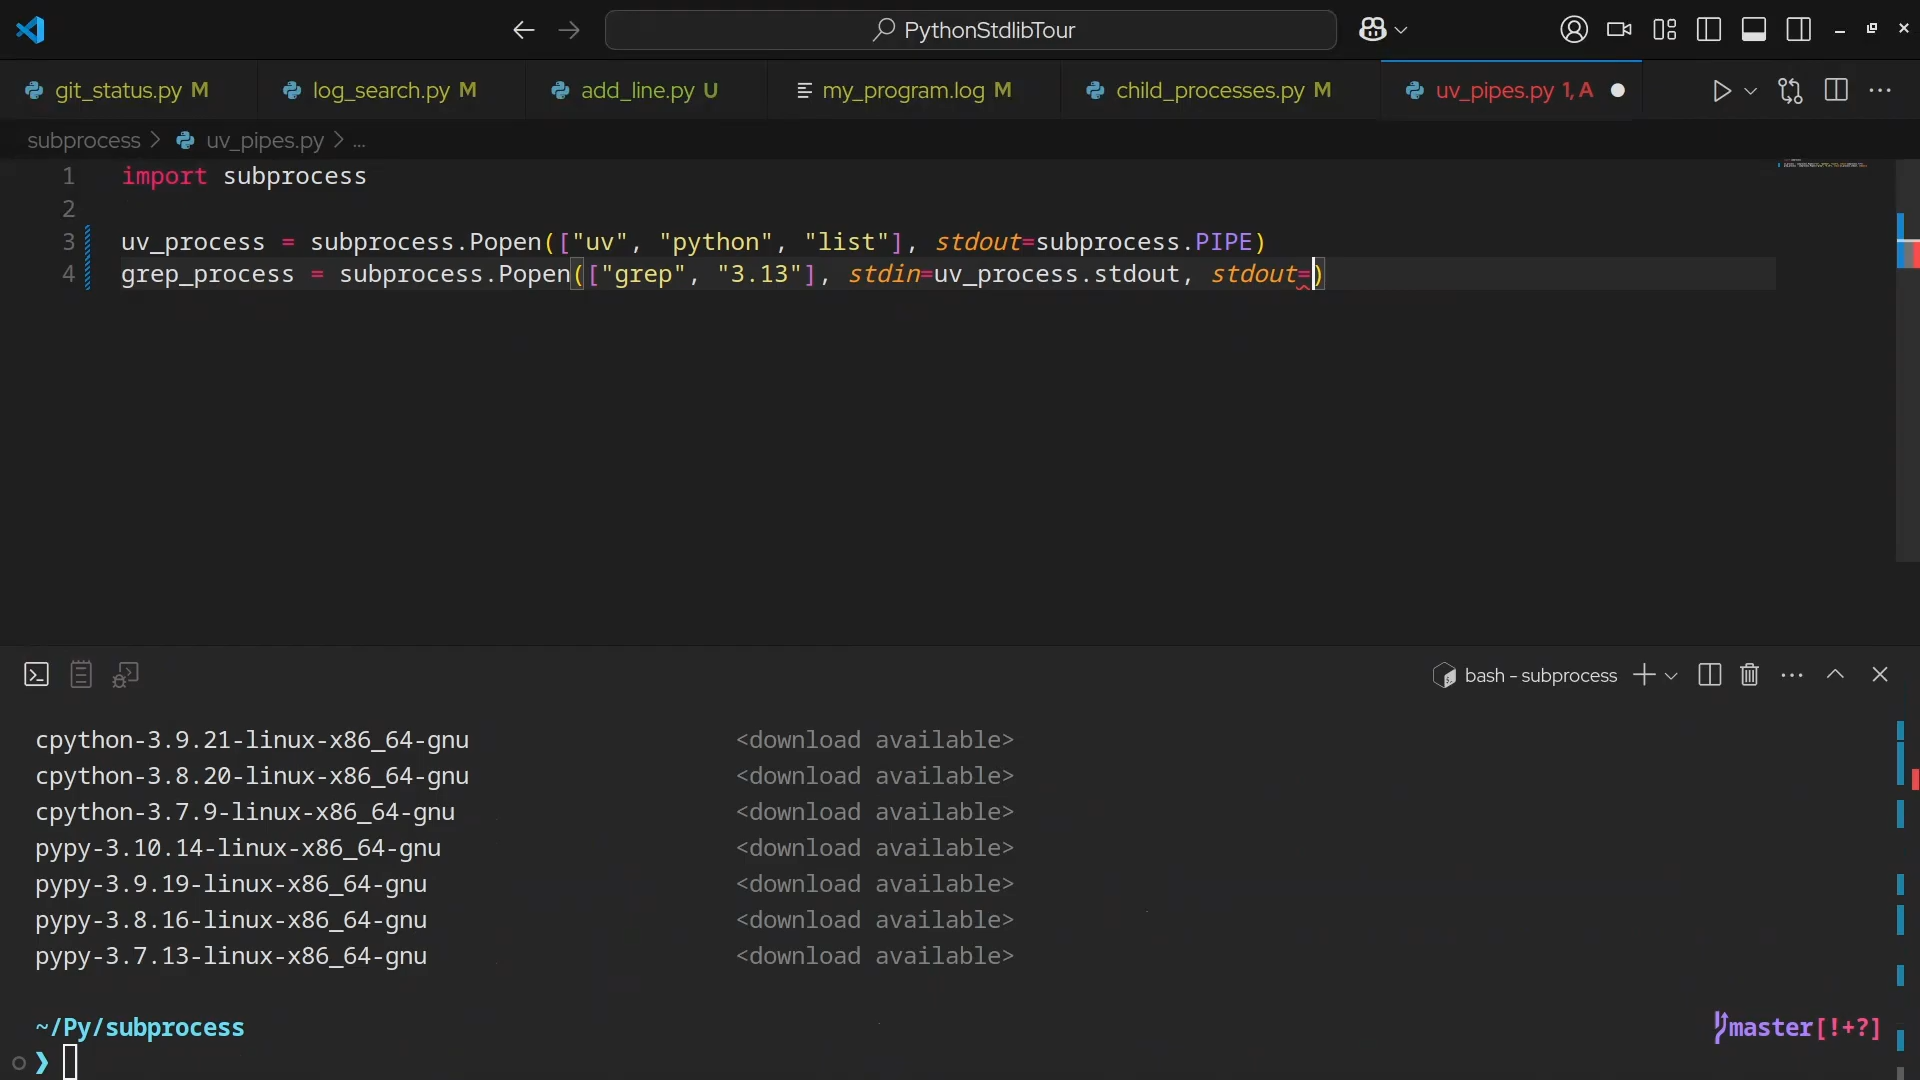 PythonStdlibTour
git_status.py M
log_search.py M
add_line.py U
my_program.log M
child_processes.py M
uv_pipes.py 1, A
subprocess > uv_pipes.py > ...
1 import subprocess
2
3 uv_process = subprocess.Popen(["uv", "python", "list"], stdout=subprocess.PIPE)
4 grep_process = subprocess.Popen(["grep", "3.13"], stdin=uv_process.stdout, stdout=)
bash - subprocess
cpython-3.9.21-linux-x86_64-gnu <download available>
cpython-3.8.20-linux-x86_64-gnu <download available>
cpython-3.7.9-linux-x86_64-gnu <download available>
pypy-3.10.14-linux-x86_64-gnu <download available>
pypy-3.9.19-linux-x86_64-gnu <download available>
pypy-3.8.16-linux-x86_64-gnu <download available>
pypy-3.7.13-linux-x86_64-gnu <download available>
~/Py/subprocess master[!+?]
❯